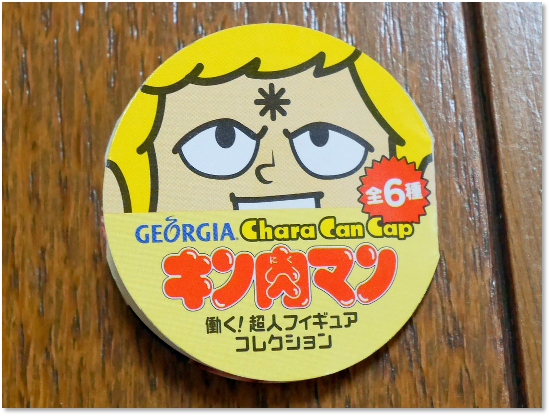 全6種
GEORGIA. Chara Can Cap
キン肉マン
にく
働く!超人フィギュア
コレクション